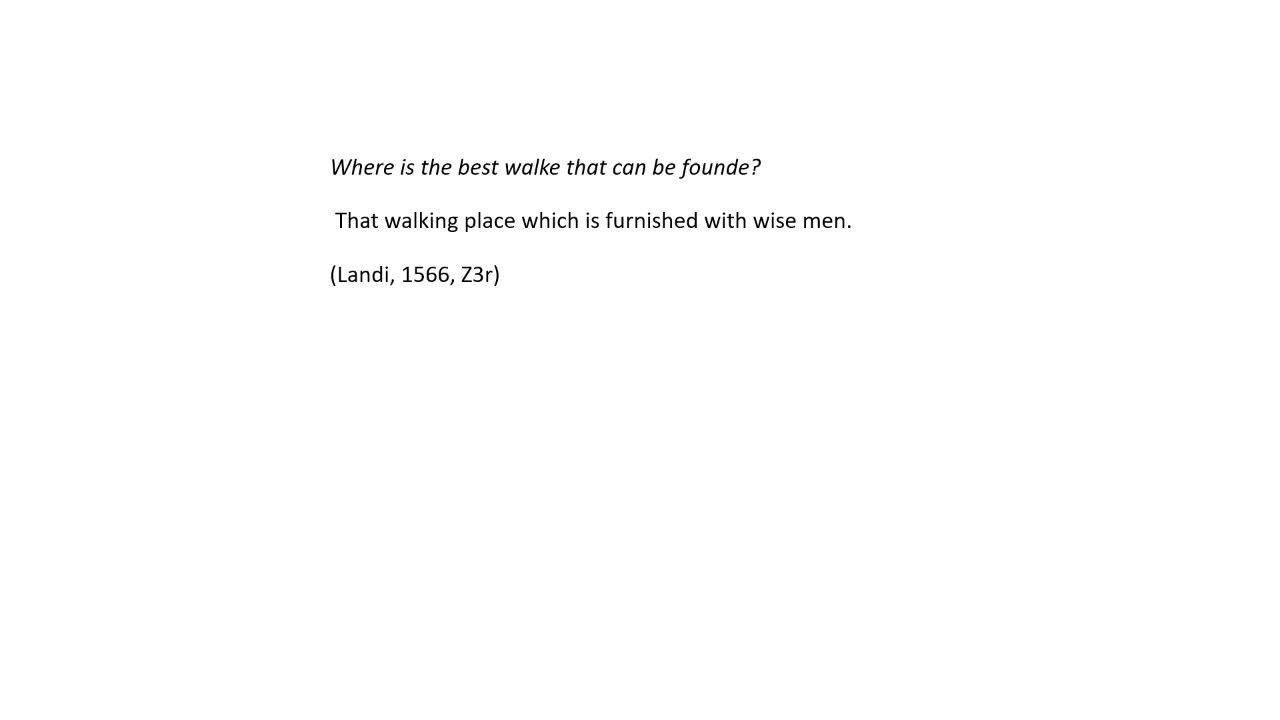 Where is the best walke that can be founde?
That walking place which is furnished with wise men.
(Landi, 1566, Z3r)